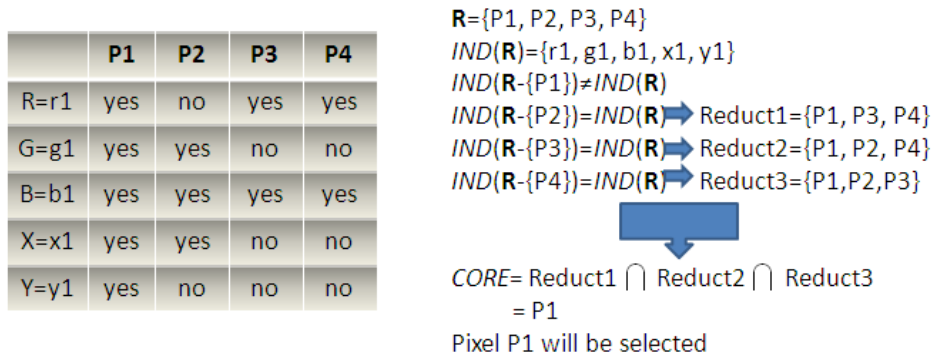 P1 P2 P3 P4
R=r1 yes no yes yes
G=g1 yes yes no no
B=b1 yes yes yes yes
X=x1 yes yes no no
Y=y1 yes no no no
R={P1, P2, P3, P4}
IND(R)={r1, g1, b1, x1, y1}
IND(R-{P1})≠IND(R)
IND(R-{P2})=IND(R) Reduct1={P1, P3, P4}
IND(R-{P3})=IND(R) Reduct2={P1, P2, P4}
IND(R-{P4})=IND(R) Reduct3={P1,P2,P3}
CORE= Reduct1 ⋂ Reduct2 ⋂ Reduct3
= P1
Pixel P1 will be selected